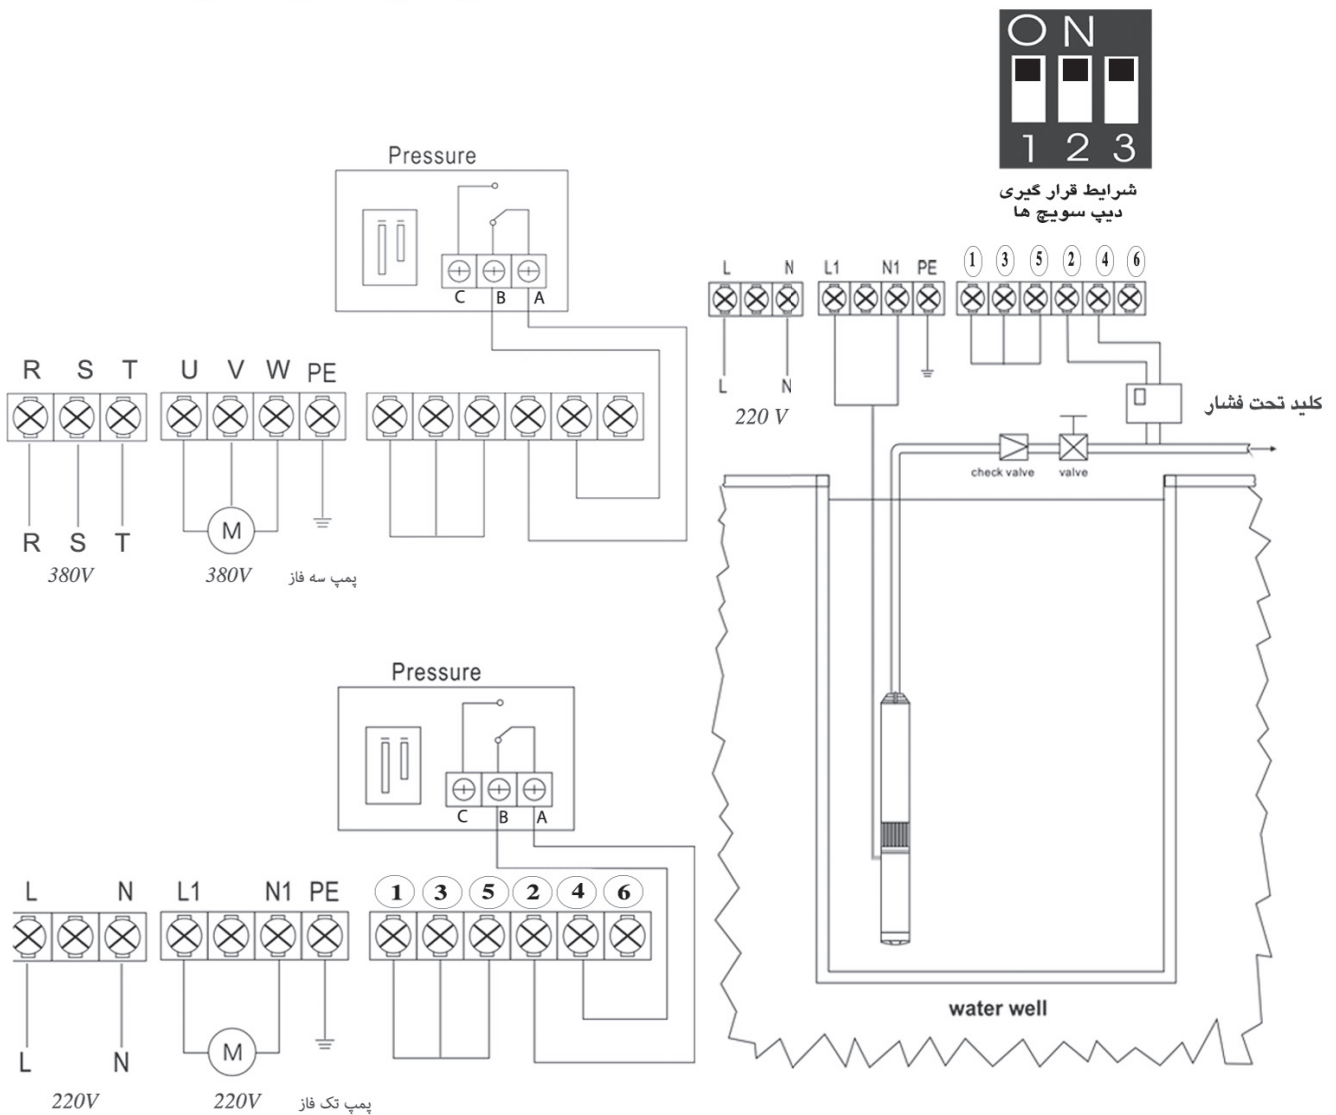 ON
1 2 3
شرایط قرار گیری
دیپ سویچ ها
Pressure
C B A
R S T U V W PE
M
R S T
380V 380V پمپ سه فاز
L N L1 N1 PE 1 3 5 2 4 6
L N
220 V
کلید تحت فشار
check valve valve
water well
Pressure
C B A
L N L1 N1 PE 1 3 5 2 4 6
M
L N
220V 220V پمپ تک فاز